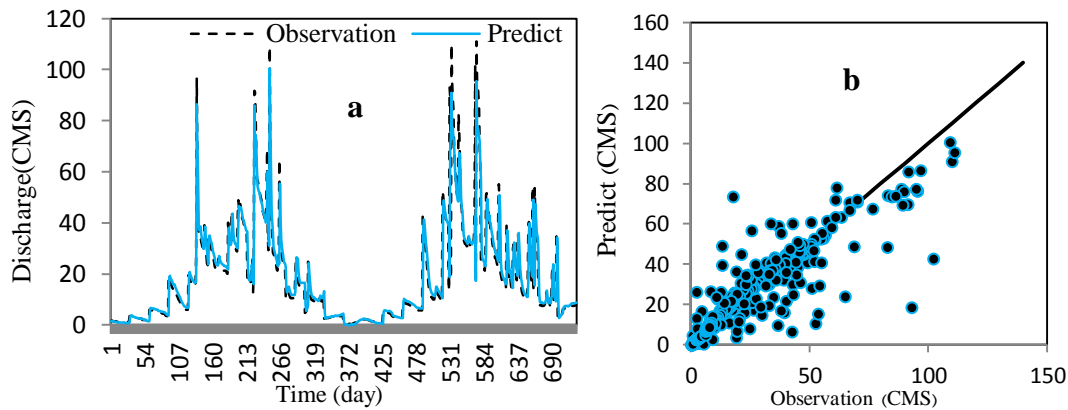 120
100
80
60
40
20
0
Observation
Predict
a
Discharge(CMS)
1 54 107 160 213 266 319 372 425 478 531 584 637 690
Time (day)
160
140
120
100
80
60
40
20
0
b
Predict (CMS)
0 50 100 150
Observation (CMS)